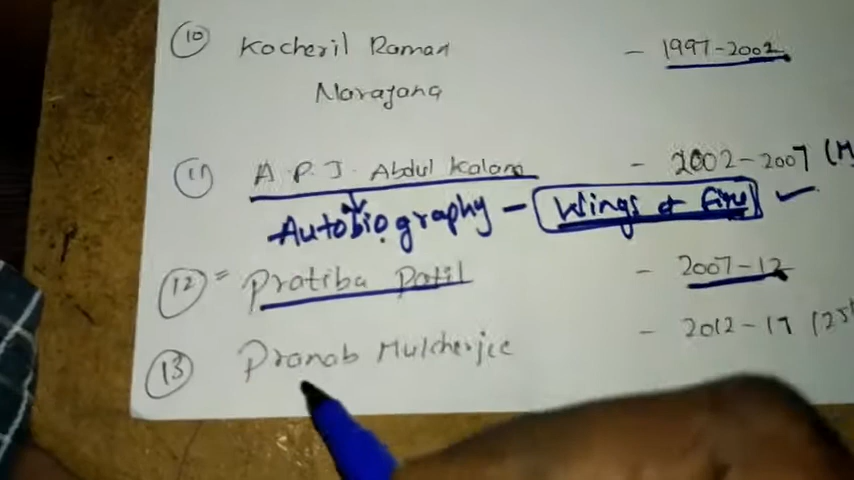 10 Kocheril Raman - 1997-2002
Narayana
11 A.P.J. Abdul Kalam - 2002-2007 (M
Autobiography - Wings of Fire ✓
12 = Pratiba Patil - 2007-12
13 Pranab Mukherjee - 2012-17 (25th